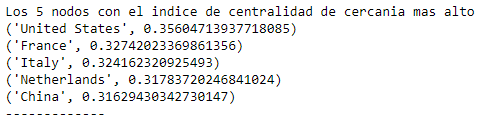 Los 5 nodos con el indice de centralidad de cercania mas alto
('United States', 0.35604713937718085)
('France', 0.32742023369861356)
('Italy', 0.324162320925493)
('Netherlands', 0.31783720246841024)
('China', 0.31629430342730147)
-------------